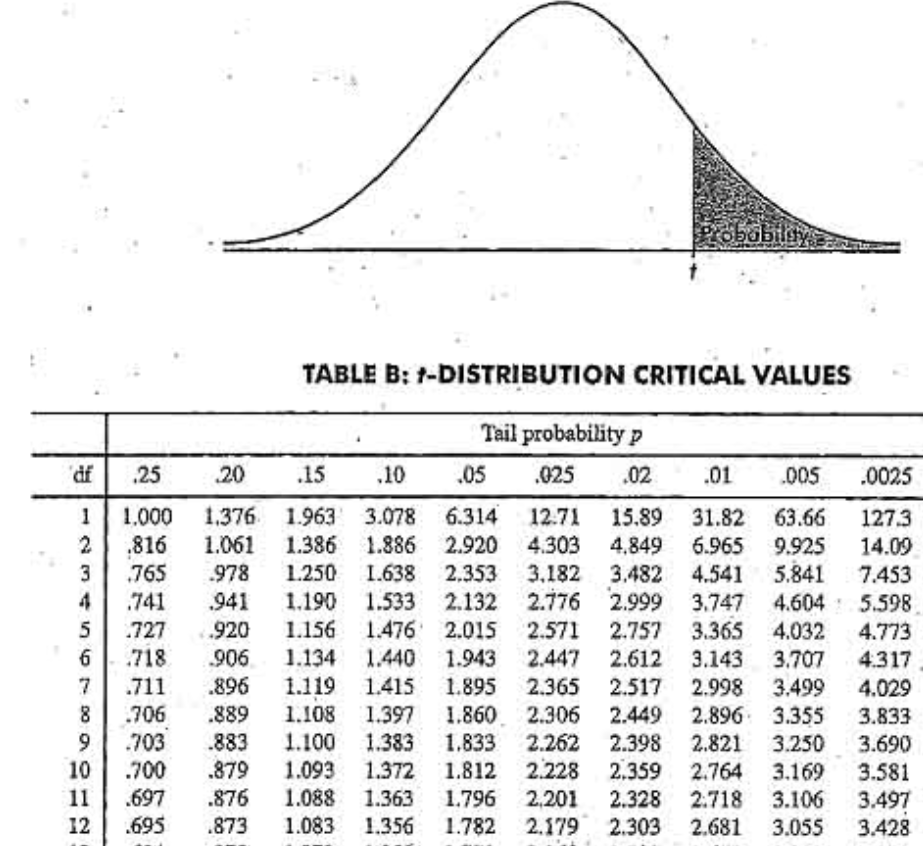 Probability
t
TABLE B: t-DISTRIBUTION CRITICAL VALUES
Tail probability p
df .25 .20 .15 .10 .05 .025 .02 .01 .005 .0025
1 1.000 1.376 1.963 3.078 6.314 12.71 15.89 31.82 63.66 127.3
2 .816 1.061 1.386 1.886 2.920 4.303 4.849 6.965 9.925 14.09
3 .765 .978 1.250 1.638 2.353 3.182 3.482 4.541 5.841 7.453
4 .741 .941 1.190 1.533 2.132 2.776 2.999 3.747 4.604 5.598
5 .727 .920 1.156 1.476 2.015 2.571 2.757 3.365 4.032 4.773
6 .718 .906 1.134 1.440 1.943 2.447 2.612 3.143 3.707 4.317
7 .711 .896 1.119 1.415 1.895 2.365 2.517 2.998 3.499 4.029
8 .706 .889 1.108 1.397 1.860 2.306 2.449 2.896 3.355 3.833
9 .703 .883 1.100 1.383 1.833 2.262 2.398 2.821 3.250 3.690
10 .700 .879 1.093 1.372 1.812 2.228 2.359 2.764 3.169 3.581
11 .697 .876 1.088 1.363 1.796 2.201 2.328 2.718 3.106 3.497
12 .695 .873 1.083 1.356 1.782 2.179 2.303 2.681 3.055 3.428